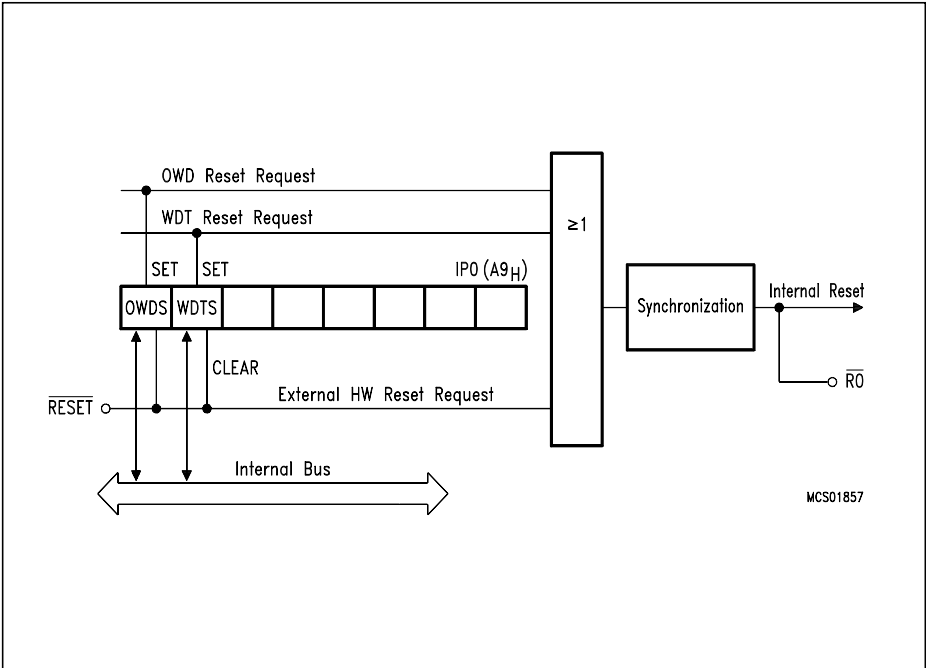 OWD Reset Request
WDT Reset Request
≥1
SET SET IP0 (A9H)
OWDS WDTS
Synchronization
Internal Reset
CLEAR
External HW Reset Request
RESET
RO
Internal Bus
MCS01857